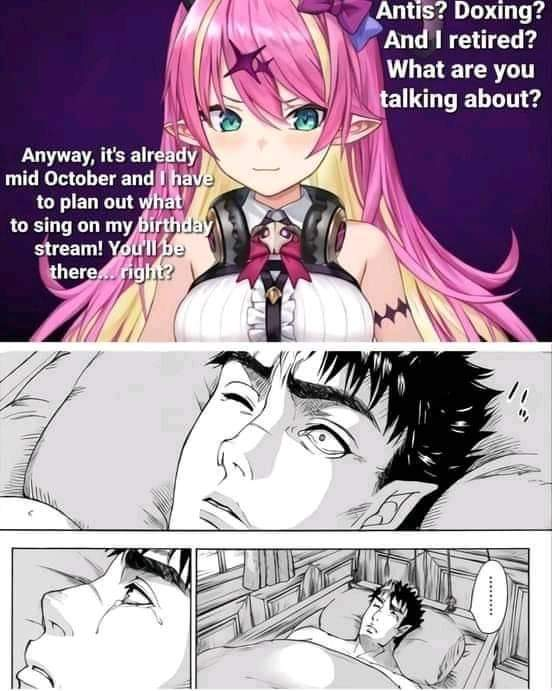 Antis? Doxing?
And I retired?
What are you
talking about?
Anyway, it's already
mid October and I have
to plan out what
to sing on my birthday
stream! You'll be
there... right?
.........